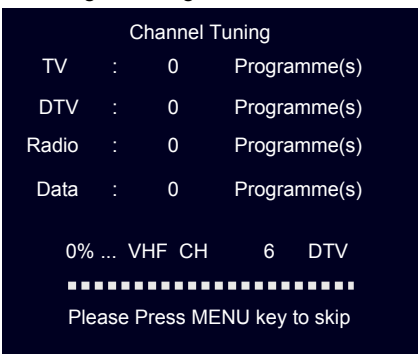 Channel Tuning
TV : 0 Programme(s)
DTV : 0 Programme(s)
Radio : 0 Programme(s)
Data : 0 Programme(s)
0% ... VHF CH 6 DTV
Please Press MENU key to skip